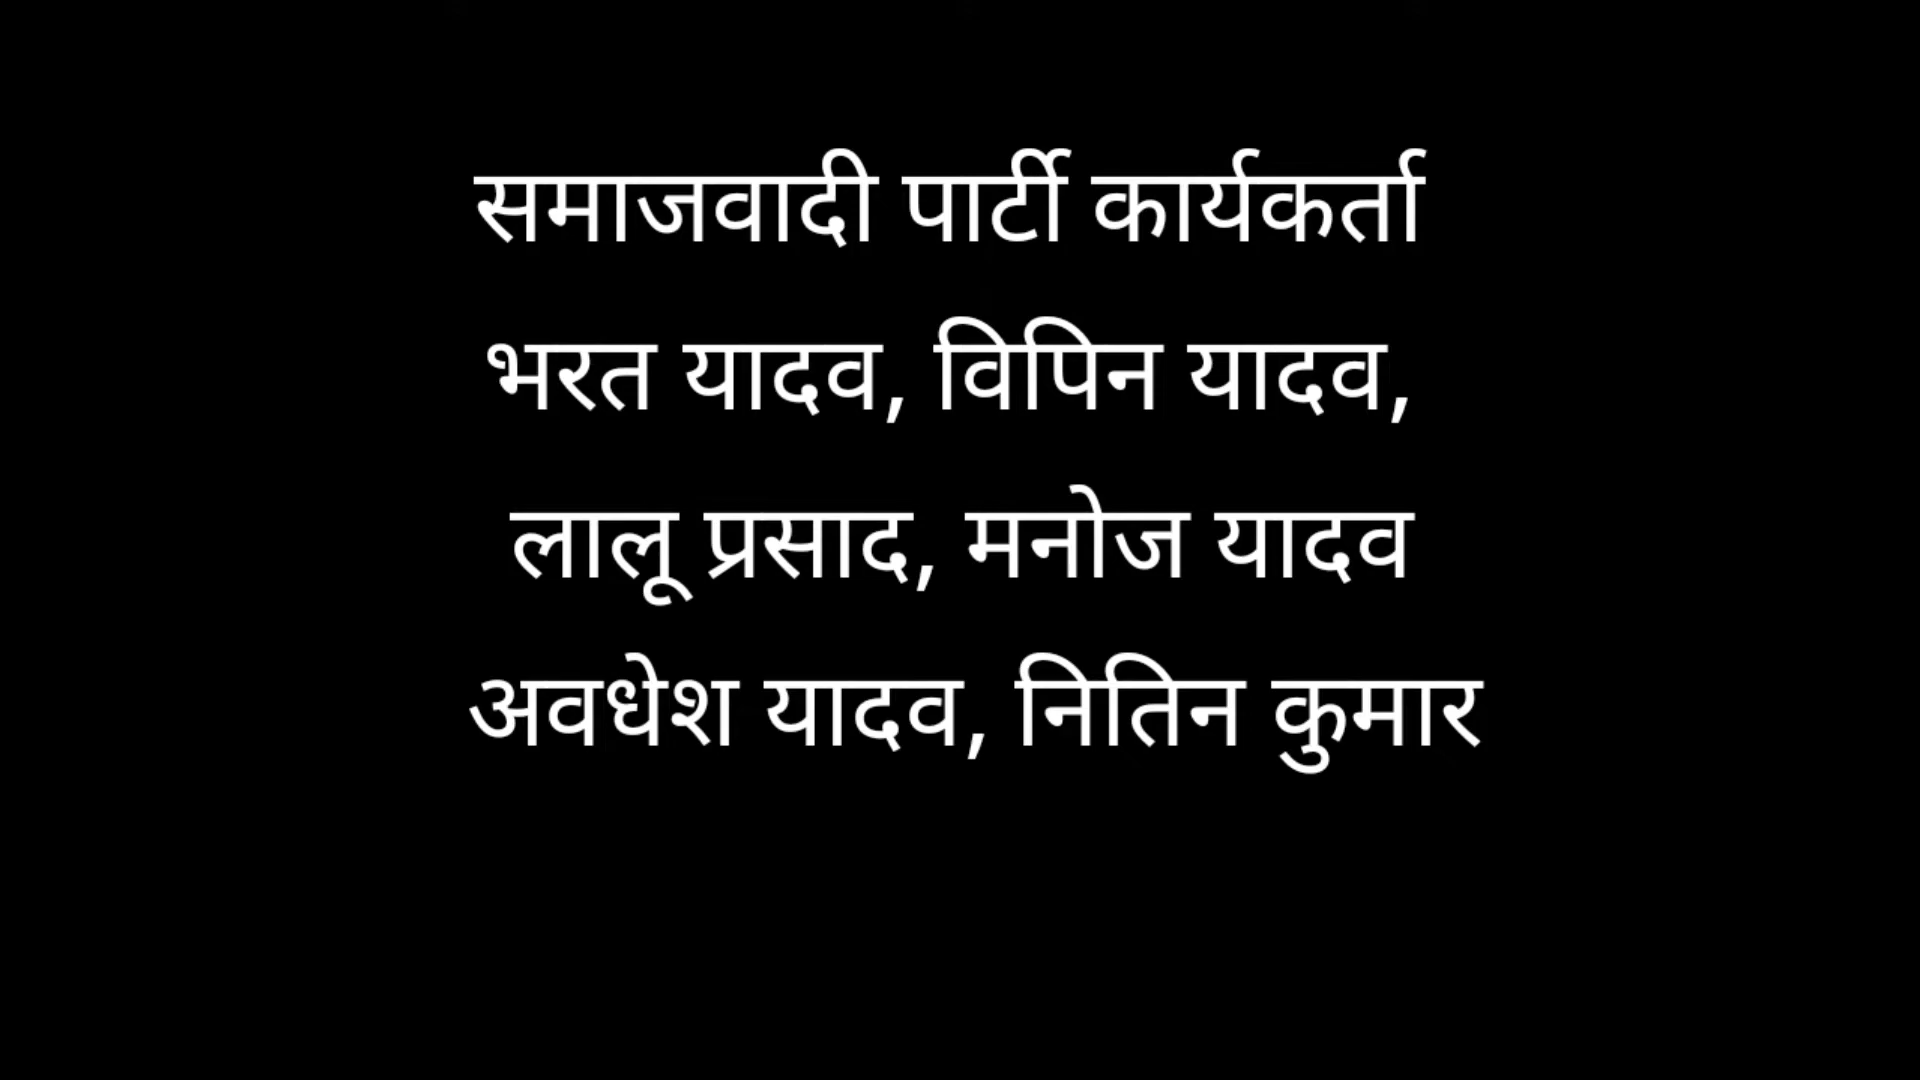 समाजवादी पार्टी कार्यकर्ता
भरत यादव, विपिन यादव,
लालू प्रसाद, मनोज यादव
अवधेश यादव, नितिन कुमार